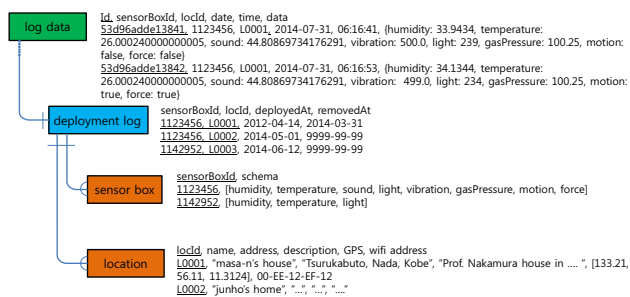 log data
Id, sensorBoxId, locId, date, time, data
53d96adde13841, 1123456, L0001, 2014-07-31, 06:16:41, {humidity: 33.9434, temperature:
26.000240000000005, sound: 44.80869734176291, vibration: 500.0, light: 239, gasPressure: 100.25, motion:
false, force: false}
53d96adde13842, 1123456, L0001, 2014-07-31, 06:16:53, {humidity: 34.1344, temperature:
26.000240000000005, sound: 44.80869734176291, vibration: 499.0, light: 234, gasPressure: 100.25, motion:
true, force: true}
deployment log
sensorBoxId, locId, deployedAt, removedAt
1123456, L0001, 2012-04-14, 2014-03-31
1123456, L0002, 2014-05-01, 9999-99-99
1142952, L0003, 2014-06-12, 9999-99-99
sensor box
sensorBoxId, schema
1123456, [humidity, temperature, sound, light, vibration, gasPressure, motion, force]
1142952, [humidity, temperature, light]
location
locId, name, address, description, GPS, wifi address
L0001, "masa-n's house", "Tsurukabuto, Nada, Kobe", "Prof. Nakamura house in .... ", [133.21,
56.11, 11.3124], 00-EE-12-EF-12
L0002, "junho's home", "...", "...", "...."